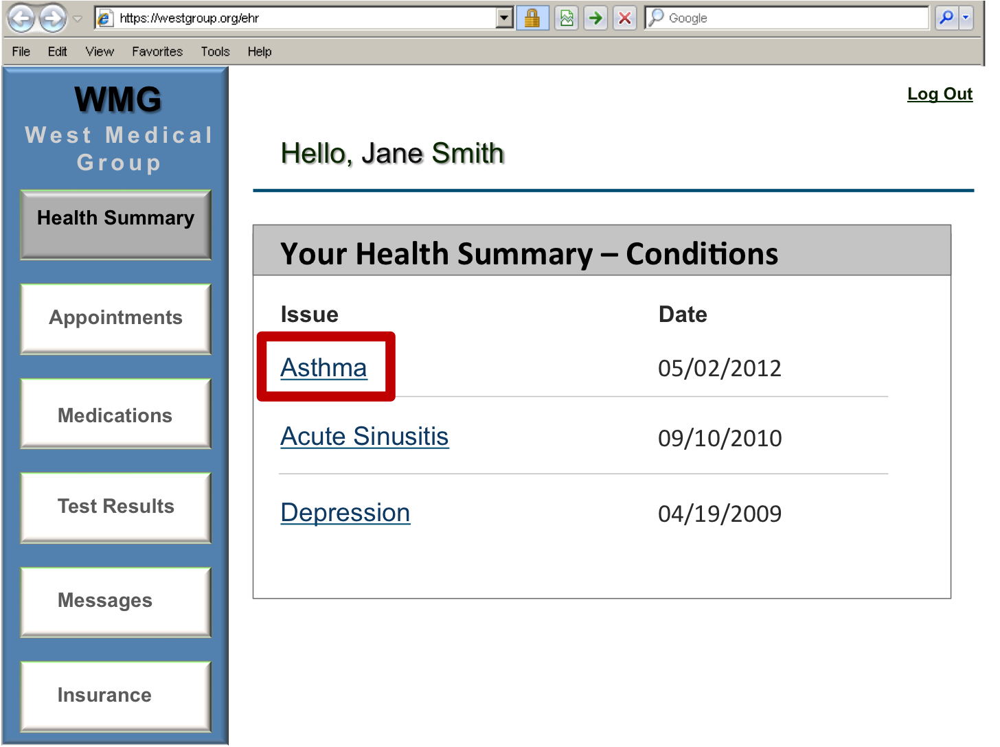 https://westgroup.org/ehr
Google
File Edit View Favorites Tools Help
WMG
West Medical
Group
Health Summary
Appointments
Medications
Test Results
Messages
Insurance
Log Out
Hello, Jane Smith
Your Health Summary – Conditions
Issue Date
Asthma 05/02/2012
Acute Sinusitis 09/10/2010
Depression 04/19/2009